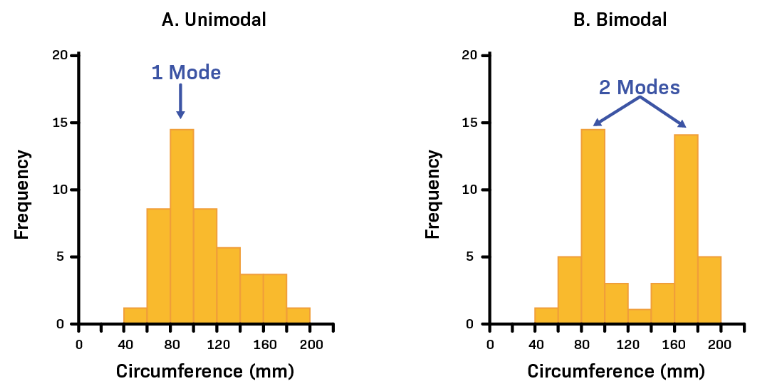 A. Unimodal
20
15
10
5
0
1 Mode
Frequency
0 40 80 120 160 200
Circumference (mm)
B. Bimodal
20
15
10
5
0
2 Modes
Frequency
0 40 80 120 160 200
Circumference (mm)